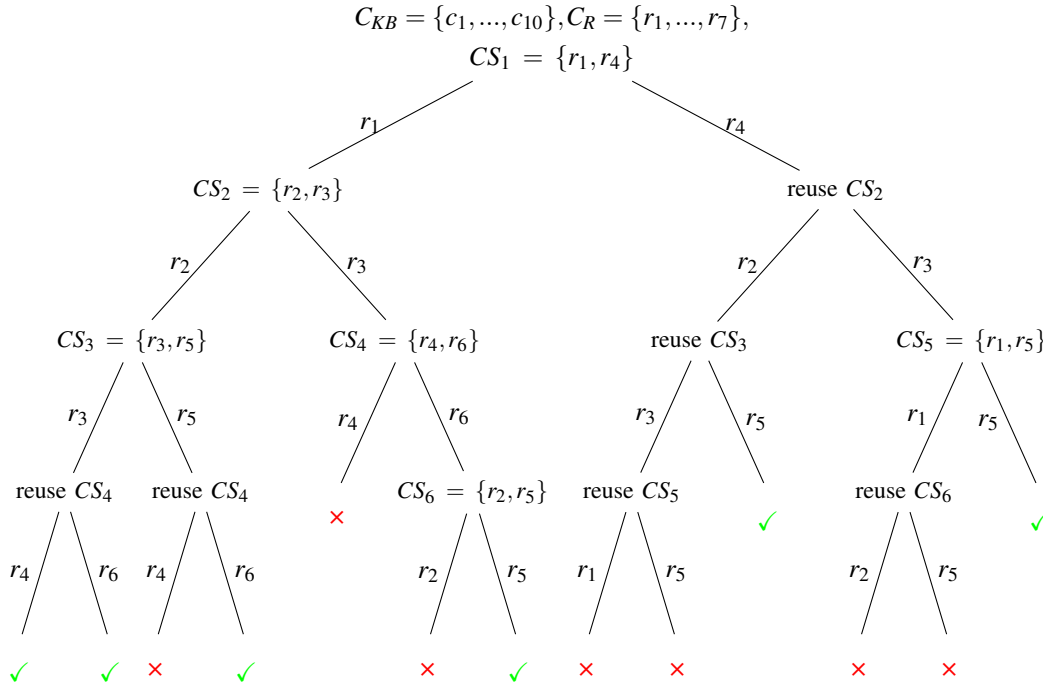 C_KB = {c_1, ..., c_10}, C_R = {r_1, ..., r_7},
CS_1 = {r_1, r_4}
r_1 r_4
CS_2 = {r_2, r_3} reuse CS_2
r_2 r_3 r_2 r_3
CS_3 = {r_3, r_5} CS_4 = {r_4, r_6} reuse CS_3 CS_5 = {r_1, r_5}
r_3 r_5 r_4 r_6 r_3 r_5 r_1 r_5
reuse CS_4 reuse CS_4 CS_6 = {r_2, r_5} reuse CS_5 reuse CS_6
× ✓ ✓
r_4 r_6 r_4 r_6 r_2 r_5 r_1 r_5 r_2 r_5
✓ ✓ × ✓ × ✓ × × × ×